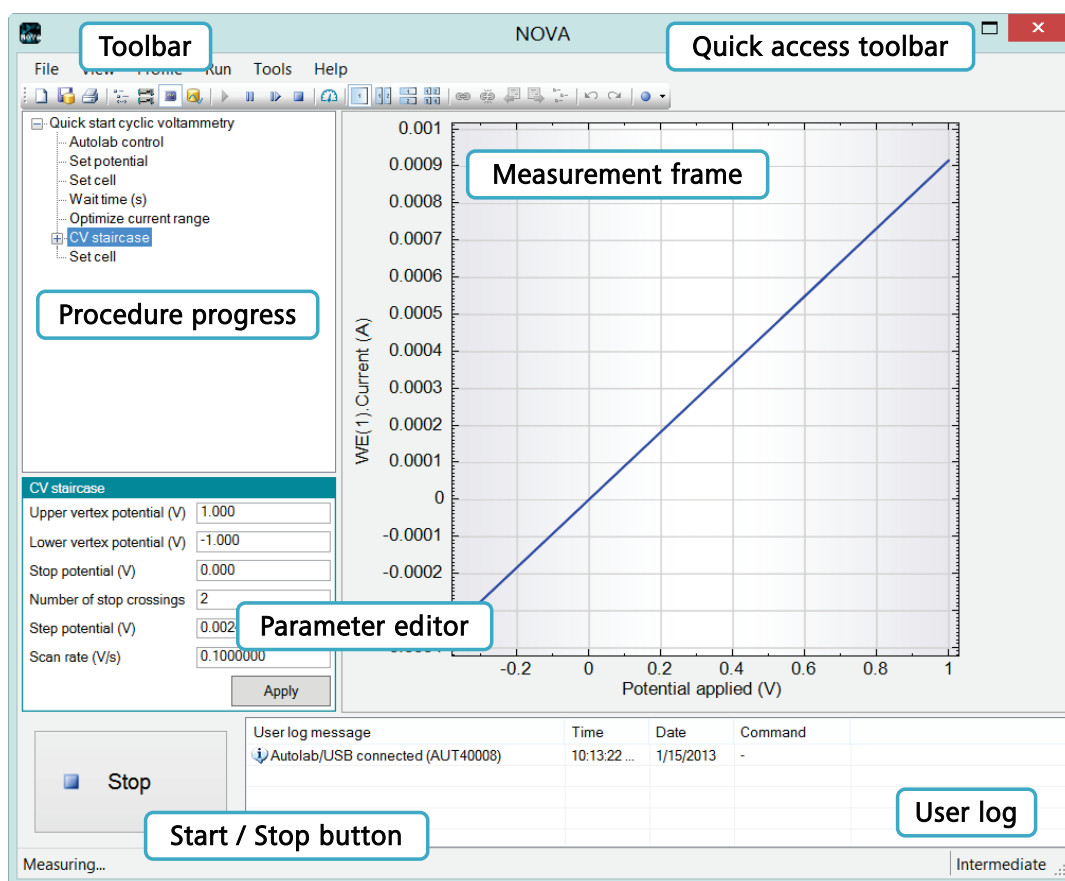 NOVA
Toolbar
Quick access toolbar
File View Profile Run Tools Help
Quick start cyclic voltammetry
Autolab control
Set potential
Set cell
Wait time (s)
Optimize current range
CV staircase
Set cell
Procedure progress
Measurement frame
0.001
0.0009
0.0008
0.0007
0.0006
0.0005
0.0004
0.0003
0.0002
0.0001
0
-0.0001
-0.0002
WE(1).Current (A)
-0.2 0 0.2 0.4 0.6 0.8 1
Potential applied (V)
CV staircase
Upper vertex potential (V) 1.000
Lower vertex potential (V) -1.000
Stop potential (V) 0.000
Number of stop crossings 2
Step potential (V)
Scan rate (V/s) 0.1000000
Parameter editor
Apply
User log message Time Date Command
Autolab/USB connected (AUT40008) 10:13:22 ... 1/15/2013 -
Stop
Start / Stop button
User log
Measuring... Intermediate